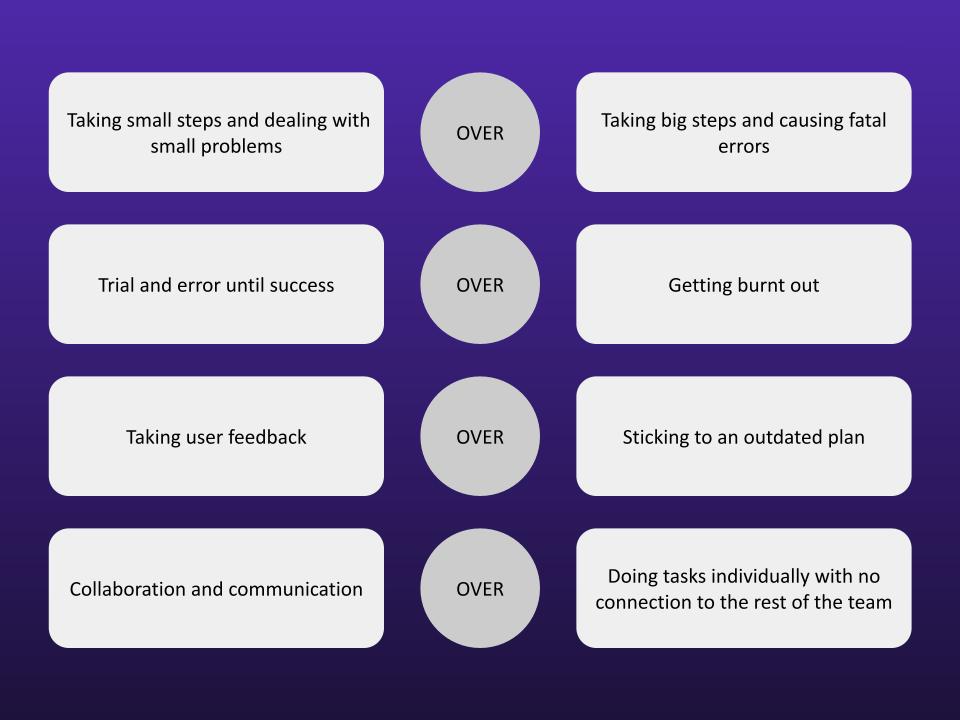 Taking small steps and dealing with
small problems
OVER
Taking big steps and causing fatal
errors
Trial and error until success
OVER
Getting burnt out
Taking user feedback
OVER
Sticking to an outdated plan
Collaboration and communication
OVER
Doing tasks individually with no
connection to the rest of the team